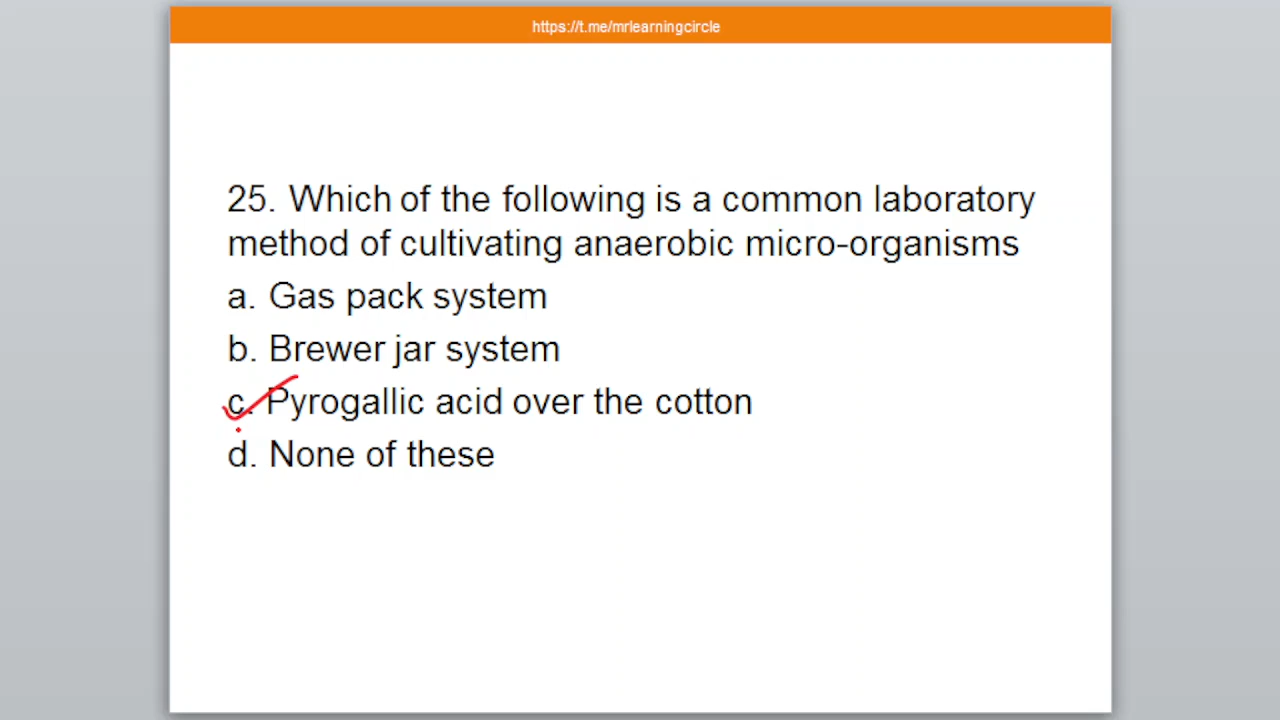 https://t.me/mrlearningcircle
25. Which of the following is a common laboratory
method of cultivating anaerobic micro-organisms
a. Gas pack system
b. Brewer jar system
c. Pyrogallic acid over the cotton
d. None of these